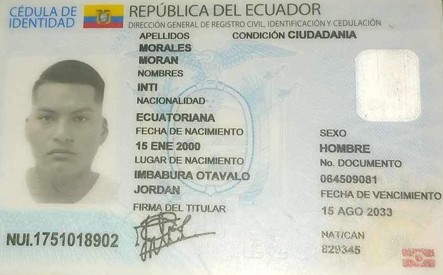 CÉDULA DE IDENTIDAD
REPÚBLICA DEL ECUADOR
DIRECCIÓN GENERAL DE REGISTRO CIVIL, IDENTIFICACIÓN Y CEDULACIÓN
APELLIDOS
CONDICIÓN CIUDADANIA
MORALES
MORAN
NOMBRES
INTI
NACIONALIDAD
ECUATORIANA
FECHA DE NACIMIENTO
15 ENE 2000
LUGAR DE NACIMIENTO
IMBABURA OTAVALO
JORDAN
FIRMA DEL TITULAR
SEXO
HOMBRE
No. DOCUMENTO
064509081
FECHA DE VENCIMIENTO
15 AGO 2033
NAT/CAN
829345
NUI.1751018902